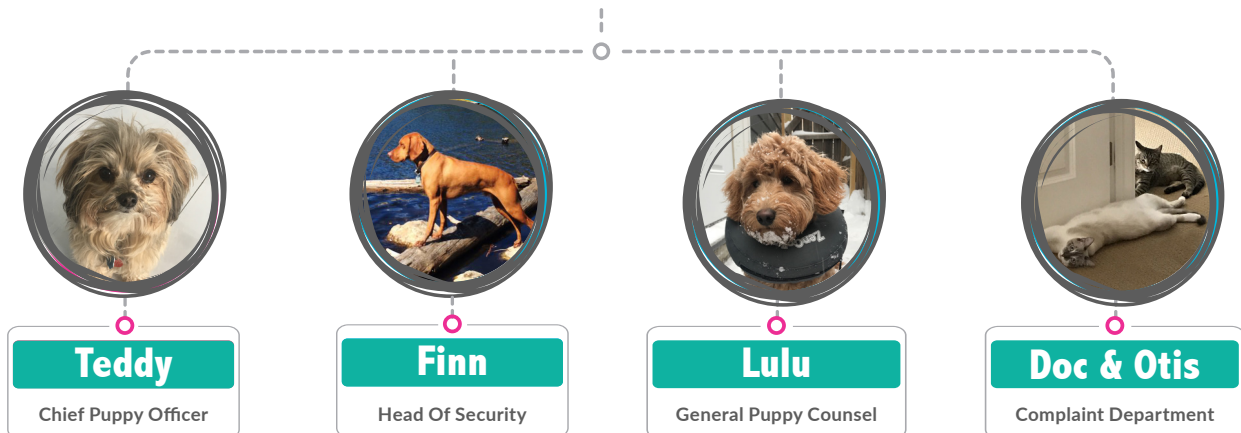 Teddy
Chief Puppy Officer
Finn
Head Of Security
Lulu
General Puppy Counsel
Doc & Otis
Complaint Department